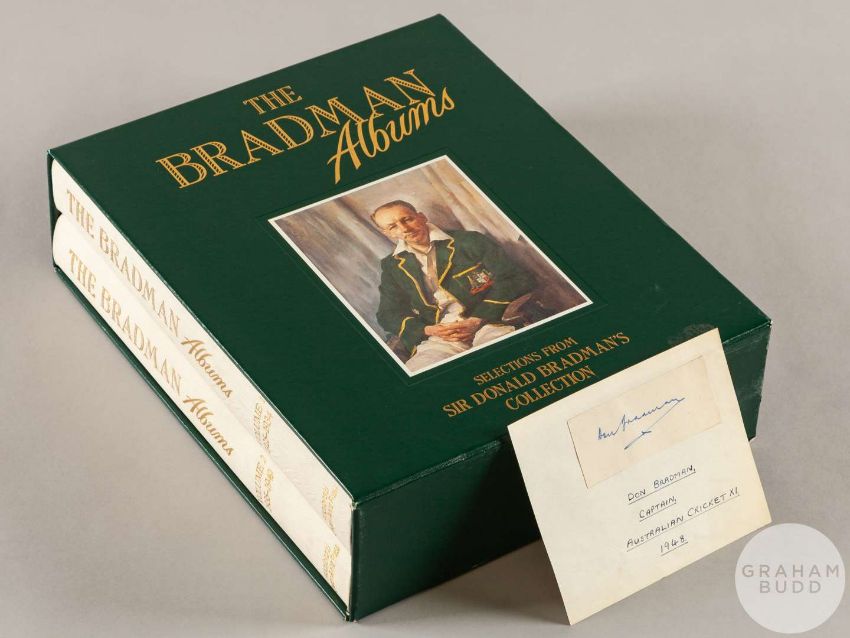 THE
BRADMAN
Albums
SELECTIONS FROM
SIR DONALD BRADMAN'S
COLLECTION
THE BRADMAN Albums
THE BRADMAN Albums
Don Bradman
DON BRADMAN,
CAPTAIN,
AUSTRALIAN CRICKET XI,
1948.
GRAHAM
BUDD